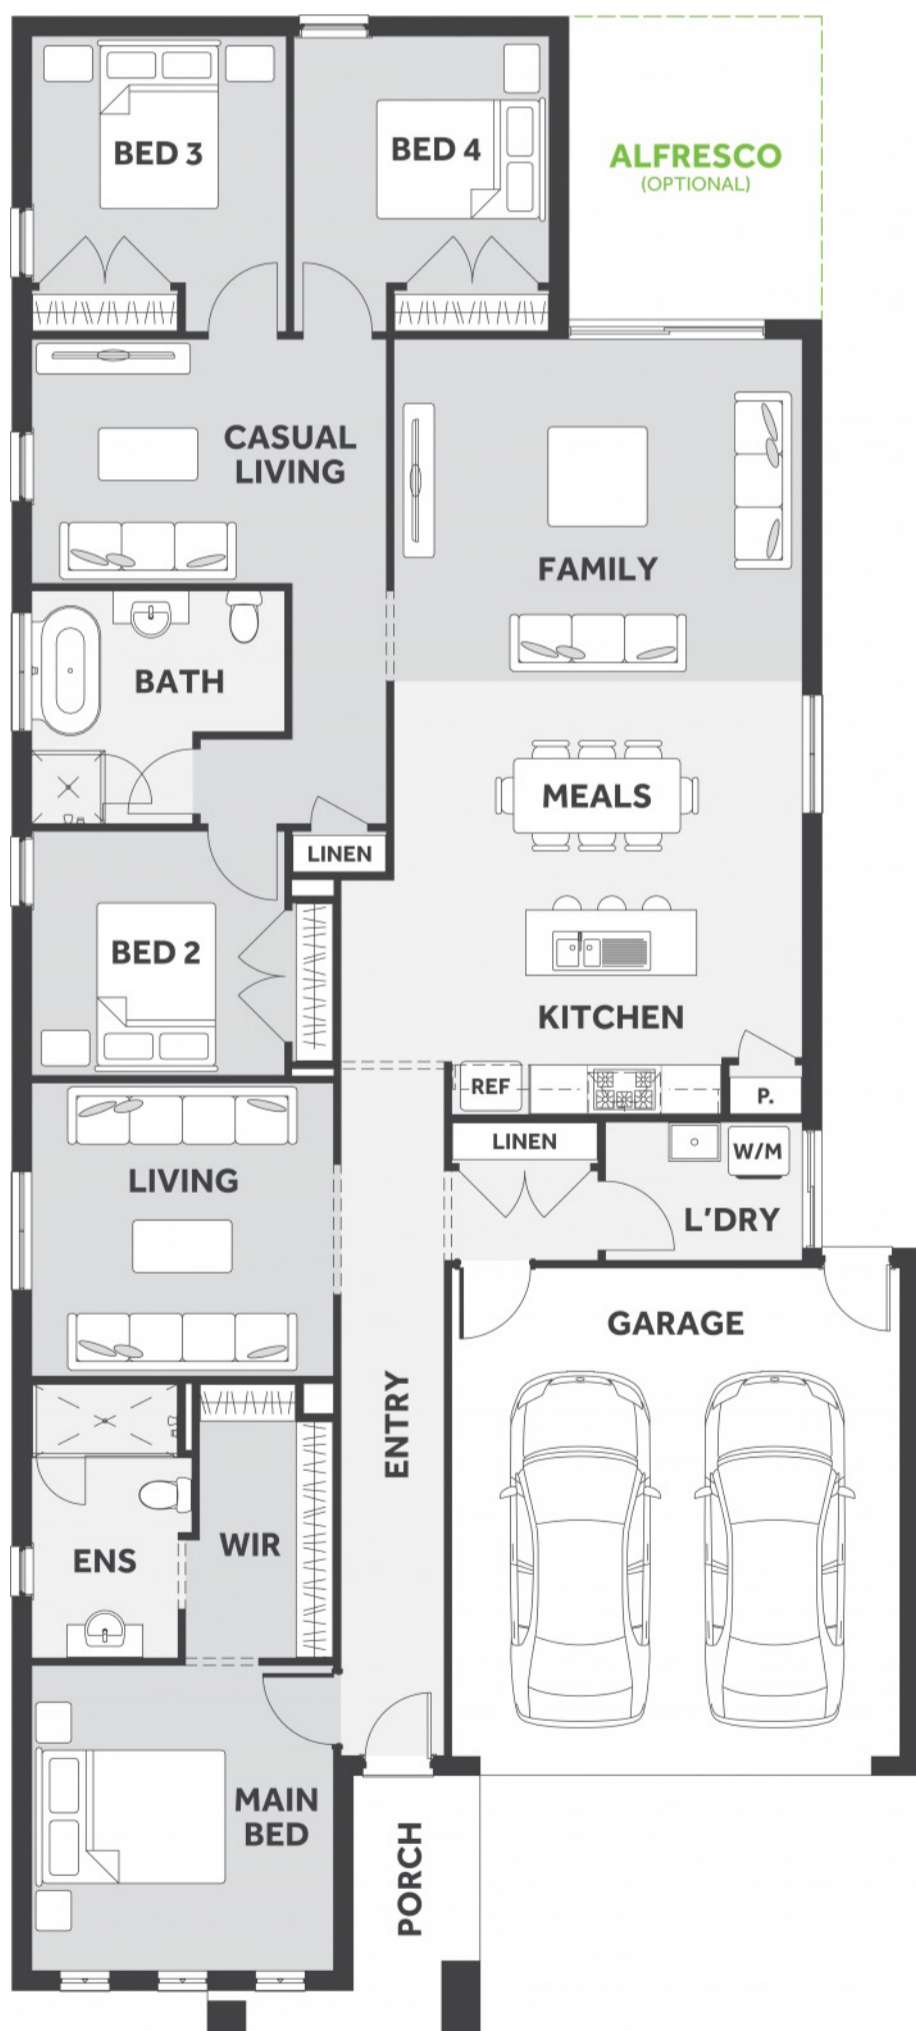 BED 3
BED 4
ALFRESCO
(OPTIONAL)
CASUAL
LIVING
FAMILY
BATH
MEALS
LINEN
BED 2
KITCHEN
REF
P.
LINEN
W/M
LIVING
L'DRY
GARAGE
ENTRY
WIR
ENS
MAIN
BED
PORCH